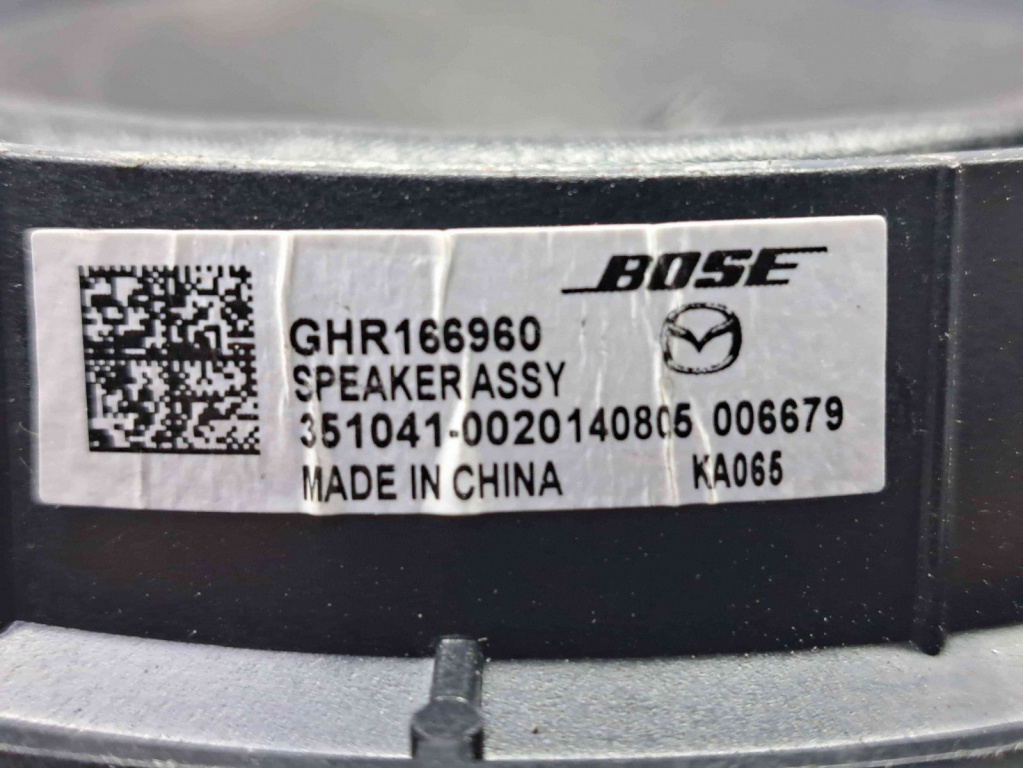 BOSE
GHR166960
SPEAKER ASSY
351041-0020140805 006679
MADE IN CHINA KA065